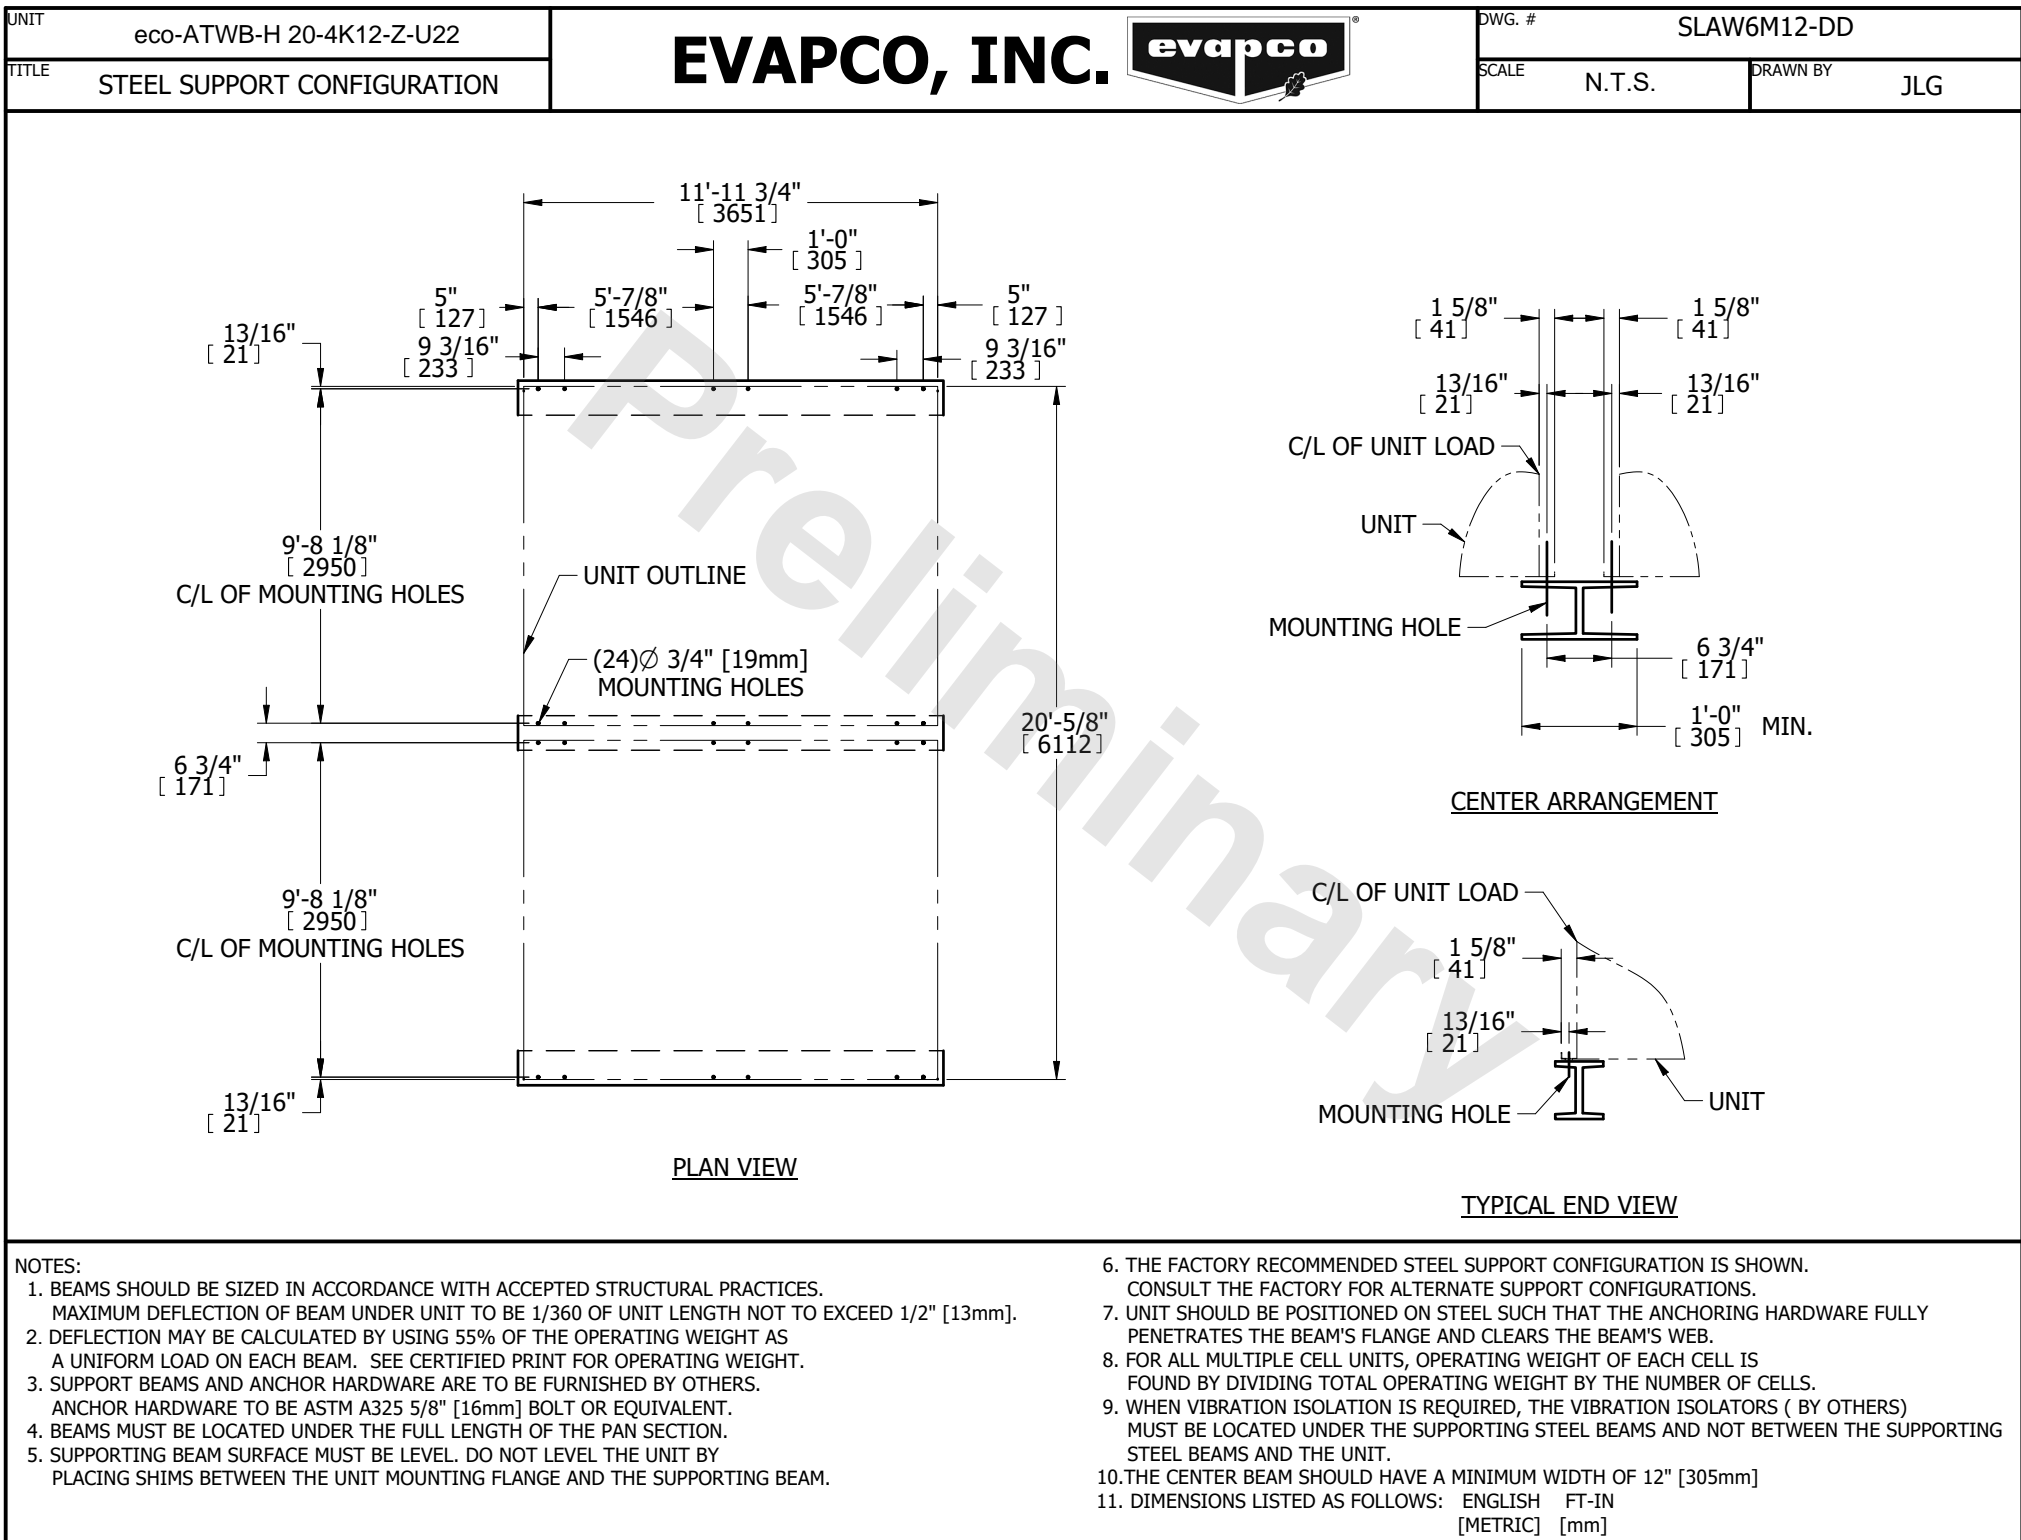 UNIT
eco-ATWB-H 20-4K12-Z-U22
TITLE
STEEL SUPPORT CONFIGURATION
EVAPCO, INC.
evapco
®
DWG. #
SLAW6M12-DD
SCALE
N.T.S.
DRAWN BY
JLG
11'-11 3/4"
[ 3651 ]
1'-0"
[ 305 ]
5"
[ 127 ]
5'-7/8"
[ 1546 ]
5'-7/8"
[ 1546 ]
5"
[ 127 ]
13/16"
[ 21 ]
9 3/16"
[ 233 ]
9 3/16"
[ 233 ]
9'-8 1/8"
[ 2950 ]
C/L OF MOUNTING HOLES
UNIT OUTLINE
(24)∅ 3/4" [19mm]
MOUNTING HOLES
20'-5/8"
[ 6112 ]
6 3/4"
[ 171 ]
9'-8 1/8"
[ 2950 ]
C/L OF MOUNTING HOLES
13/16"
[ 21 ]
PLAN VIEW
Preliminary
1 5/8"
[ 41 ]
1 5/8"
[ 41 ]
13/16"
[ 21 ]
13/16"
[ 21 ]
C/L OF UNIT LOAD
UNIT
MOUNTING HOLE
6 3/4"
[ 171 ]
1'-0"
[ 305 ] MIN.
CENTER ARRANGEMENT
C/L OF UNIT LOAD
1 5/8"
[ 41 ]
13/16"
[ 21 ]
MOUNTING HOLE
UNIT
TYPICAL END VIEW
NOTES:
1. BEAMS SHOULD BE SIZED IN ACCORDANCE WITH ACCEPTED STRUCTURAL PRACTICES.
MAXIMUM DEFLECTION OF BEAM UNDER UNIT TO BE 1/360 OF UNIT LENGTH NOT TO EXCEED 1/2" [13mm].
2. DEFLECTION MAY BE CALCULATED BY USING 55% OF THE OPERATING WEIGHT AS
A UNIFORM LOAD ON EACH BEAM. SEE CERTIFIED PRINT FOR OPERATING WEIGHT.
3. SUPPORT BEAMS AND ANCHOR HARDWARE ARE TO BE FURNISHED BY OTHERS.
ANCHOR HARDWARE TO BE ASTM A325 5/8" [16mm] BOLT OR EQUIVALENT.
4. BEAMS MUST BE LOCATED UNDER THE FULL LENGTH OF THE PAN SECTION.
5. SUPPORTING BEAM SURFACE MUST BE LEVEL. DO NOT LEVEL THE UNIT BY
PLACING SHIMS BETWEEN THE UNIT MOUNTING FLANGE AND THE SUPPORTING BEAM.
6. THE FACTORY RECOMMENDED STEEL SUPPORT CONFIGURATION IS SHOWN.
CONSULT THE FACTORY FOR ALTERNATE SUPPORT CONFIGURATIONS.
7. UNIT SHOULD BE POSITIONED ON STEEL SUCH THAT THE ANCHORING HARDWARE FULLY
PENETRATES THE BEAM'S FLANGE AND CLEARS THE BEAM'S WEB.
8. FOR ALL MULTIPLE CELL UNITS, OPERATING WEIGHT OF EACH CELL IS
FOUND BY DIVIDING TOTAL OPERATING WEIGHT BY THE NUMBER OF CELLS.
9. WHEN VIBRATION ISOLATION IS REQUIRED, THE VIBRATION ISOLATORS ( BY OTHERS)
MUST BE LOCATED UNDER THE SUPPORTING STEEL BEAMS AND NOT BETWEEN THE SUPPORTING
STEEL BEAMS AND THE UNIT.
10.THE CENTER BEAM SHOULD HAVE A MINIMUM WIDTH OF 12" [305mm]
11. DIMENSIONS LISTED AS FOLLOWS: ENGLISH FT-IN
[METRIC] [mm]